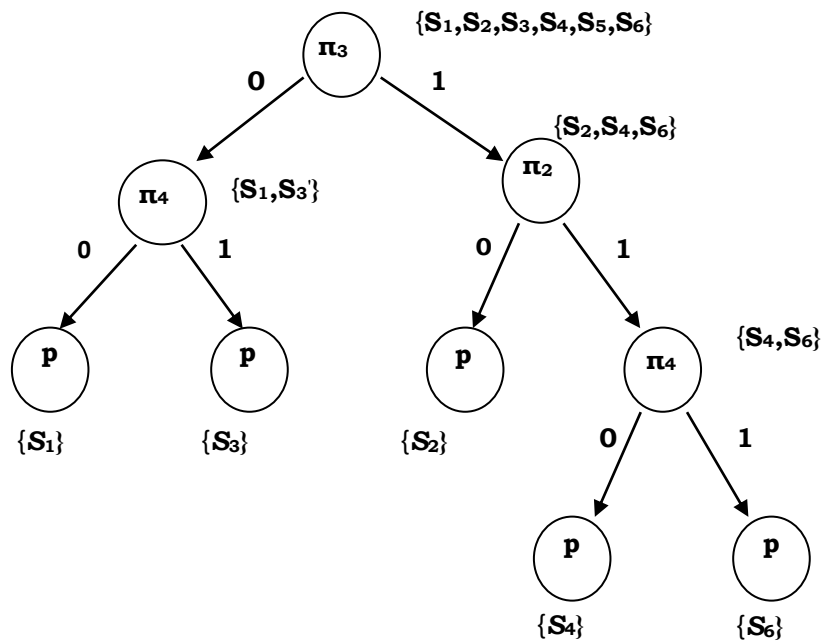 {S₁,S₂,S₃,S₄,S₅,S₆}
π₃
0
1
{S₂,S₄,S₆}
π₄
{S₁,S₃'}
π₂
0
1
0
1
p
p
p
π₄
{S₄,S₆}
{S₁}
{S₃}
{S₂}
0
1
p
p
{S₄}
{S₆}